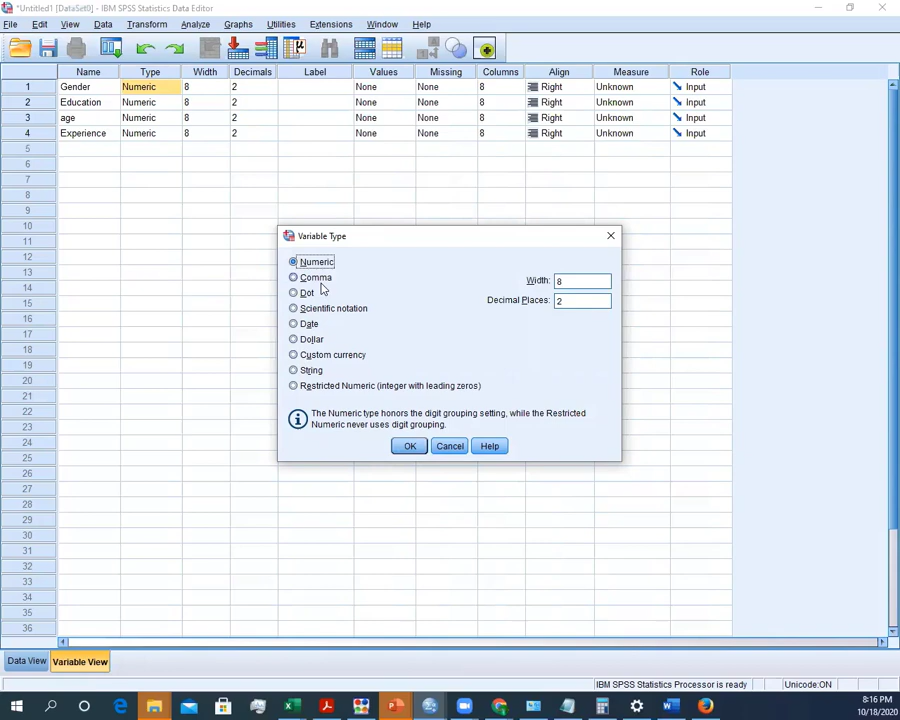 *Untitled1 [DataSet0] - IBM SPSS Statistics Data Editor
File Edit View Data Transform Analyze Graphs Utilities Extensions Window Help
Name Type Width Decimals Label Values Missing Columns Align Measure Role
1 Gender Numeric 8 2 None None 8 Right Unknown Input
2 Education Numeric 8 2 None None 8 Right Unknown Input
3 age Numeric 8 2 None None 8 Right Unknown Input
4 Experience Numeric 8 2 None None 8 Right Unknown Input
5
6
7
8
9
10
11
12
13
14
15
16
17
18
19
20
21
22
23
24
25
26
27
28
29
30
31
32
33
34
35
36
Variable Type
Numeric
Comma
Dot
Scientific notation
Date
Dollar
Custom currency
String
Restricted Numeric (integer with leading zeros)
Width: 8
Decimal Places: 2
The Numeric type honors the digit grouping setting, while the Restricted
Numeric never uses digit grouping.
OK Cancel Help
Data View Variable View
IBM SPSS Statistics Processor is ready Unicode:ON
8:16 PM
10/18/2020